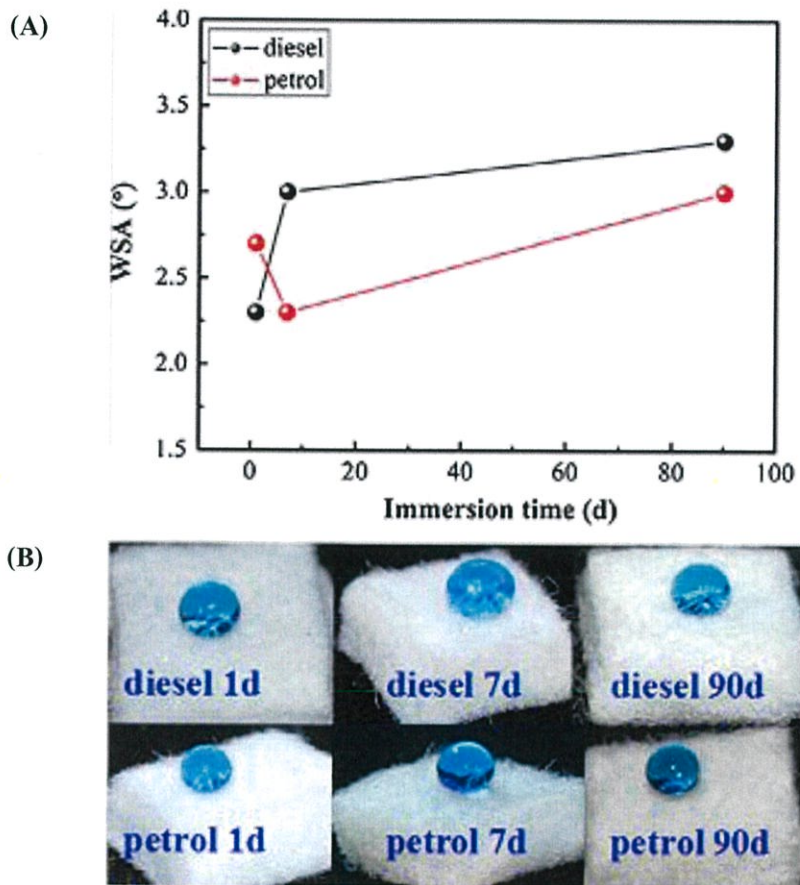 (A)
4.0
diesel
petrol
3.5
3.0
2.5
2.0
1.5
WSA (°)
0 20 40 60 80 100
Immersion time (d)
(B)
diesel 1d diesel 7d diesel 90d
petrol 1d petrol 7d petrol 90d